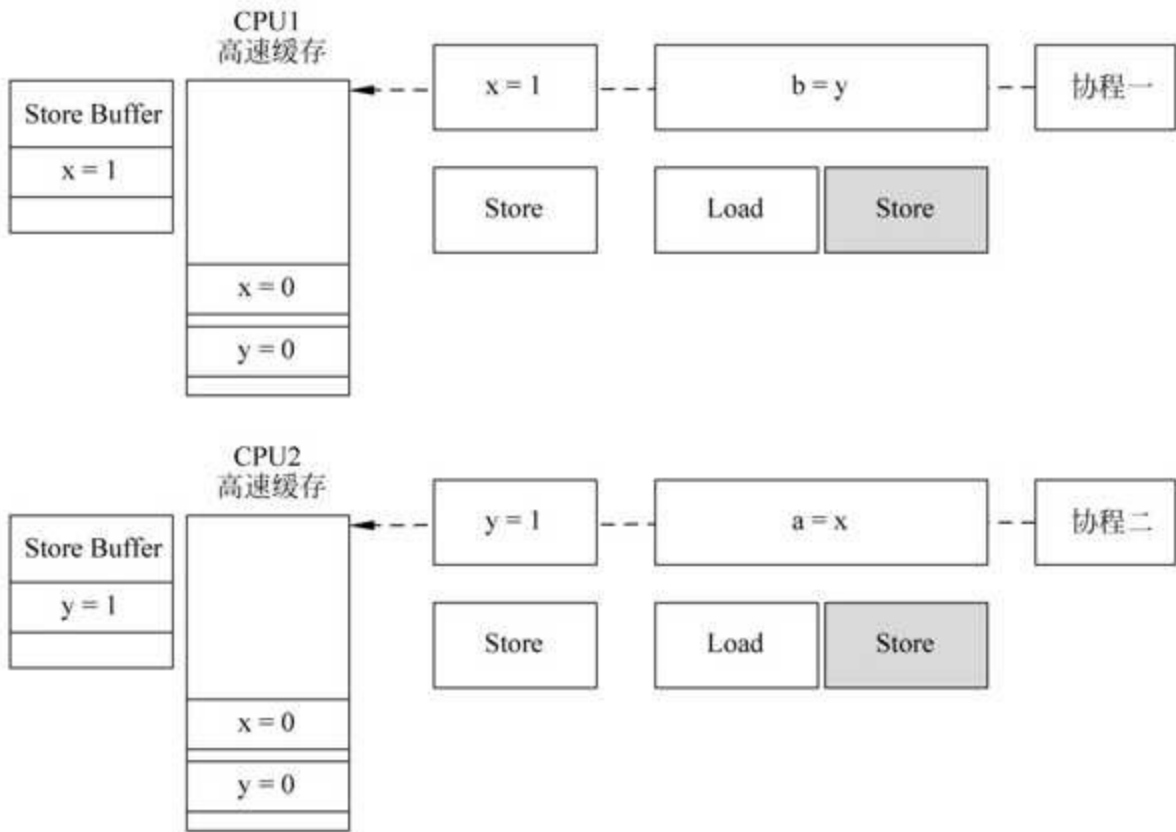 CPU1
高速缓存
Store Buffer
x = 1
x = 0
y = 0
x = 1
b = y
协程一
Store
Load
Store
CPU2
高速缓存
Store Buffer
y = 1
x = 0
y = 0
y = 1
a = x
协程二
Store
Load
Store